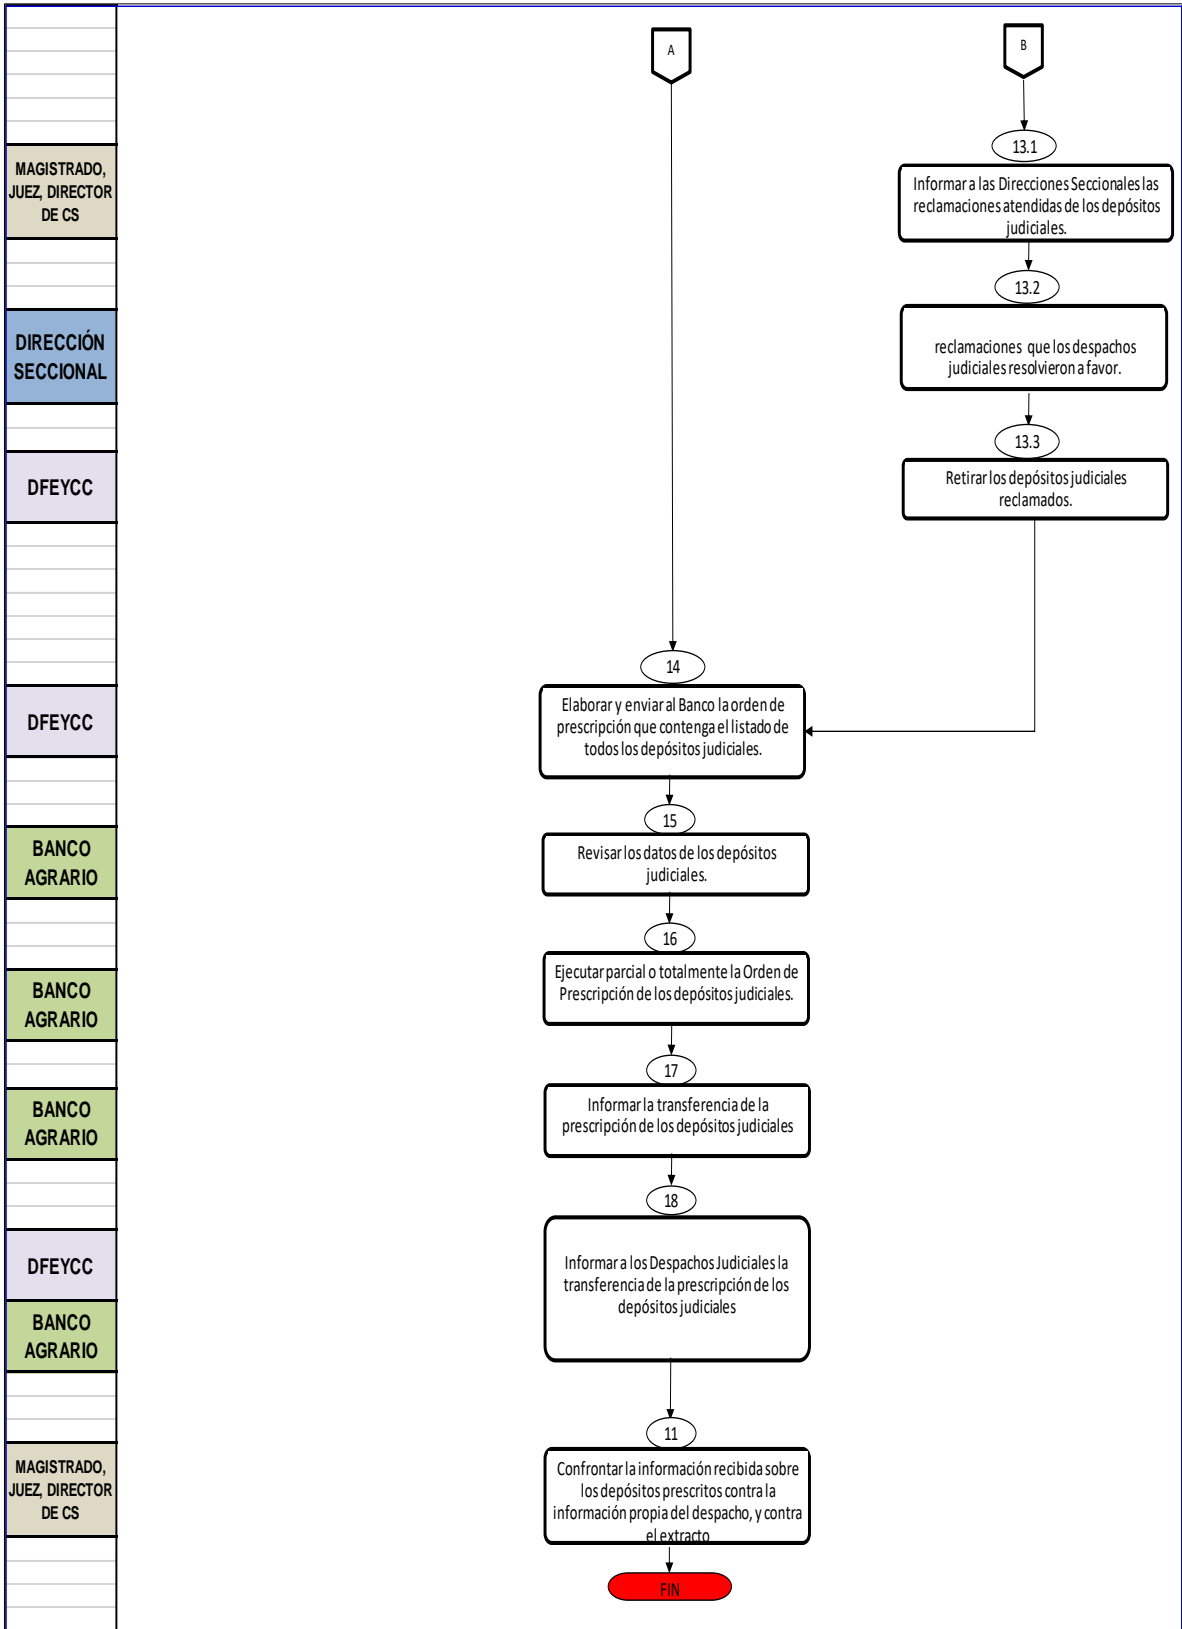 A
B
13.1
MAGISTRADO,
JUEZ, DIRECTOR
DE CS
Informar a las Direcciones Seccionales las
reclamaciones atendidas de los depósitos
judiciales.
13.2
DIRECCIÓN
SECCIONAL
reclamaciones que los despachos
judiciales resolvieron a favor.
13.3
DFEYCC
Retirar los depósitos judiciales
reclamados.
14
DFEYCC
Elaborar y enviar al Banco la orden de
prescripción que contenga el listado de
todos los depósitos judiciales.
15
BANCO
AGRARIO
Revisar los datos de los depósitos
judiciales.
16
BANCO
AGRARIO
Ejecutar parcial o totalmente la Orden de
Prescripción de los depósitos judiciales.
17
BANCO
AGRARIO
Informar la transferencia de la
prescripción de los depósitos judiciales
18
DFEYCC
BANCO
AGRARIO
Informar a los Despachos Judiciales la
transferencia de la prescripción de los
depósitos judiciales
11
MAGISTRADO,
JUEZ, DIRECTOR
DE CS
Confrontar la información recibida sobre
los depósitos prescritos contra la
información propia del despacho, y contra
el extracto
FIN